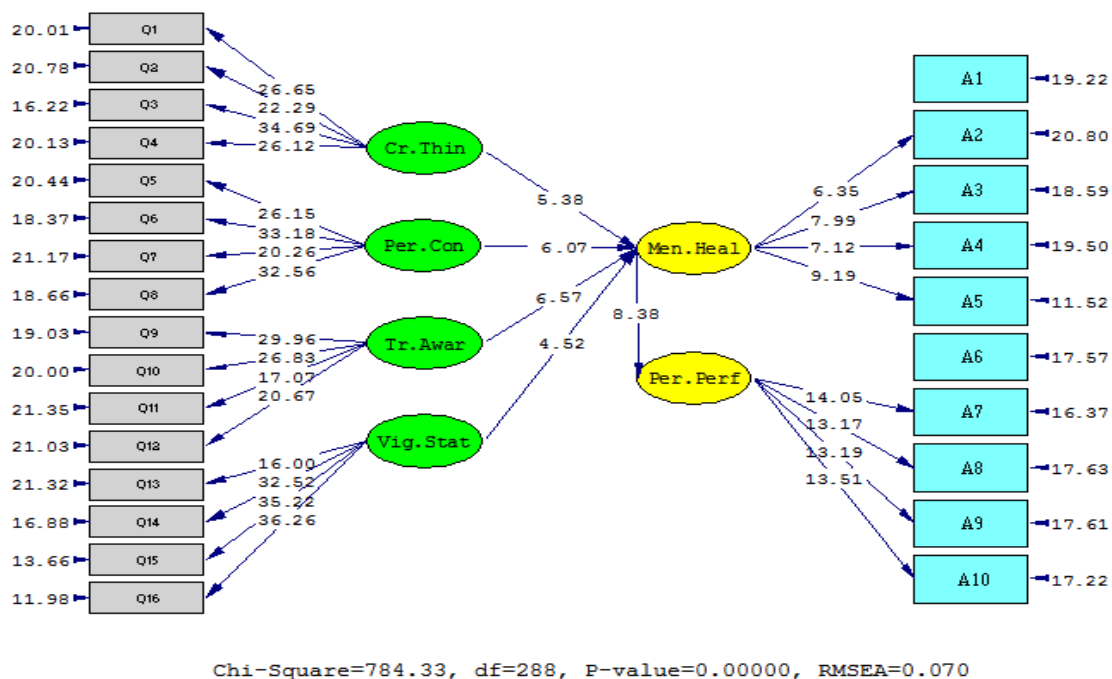 20.01 Q1
20.78 Q2
16.22 Q3
20.13 Q4
20.44 Q5
18.37 Q6
21.17 Q7
18.66 Q8
19.03 Q9
20.00 Q10
21.35 Q11
21.03 Q12
21.32 Q13
16.88 Q14
13.66 Q15
11.98 Q16
26.65
22.29
34.69
26.12
26.15
33.18
20.26
32.56
29.96
26.83
17.07
20.67
16.00
32.52
35.22
36.26
Cr.Thin
Per.Con
Tr.Awar
Vig.Stat
5.38
6.07
6.57
4.52
Men.Heal
8.38
Per.Perf
6.35
7.99
7.12
9.19
14.05
13.17
13.19
13.51
A1 19.22
A2 20.80
A3 18.59
A4 19.50
A5 11.52
A6 17.57
A7 16.37
A8 17.63
A9 17.61
A10 17.22
Chi-Square=784.33, df=288, P-value=0.00000, RMSEA=0.070